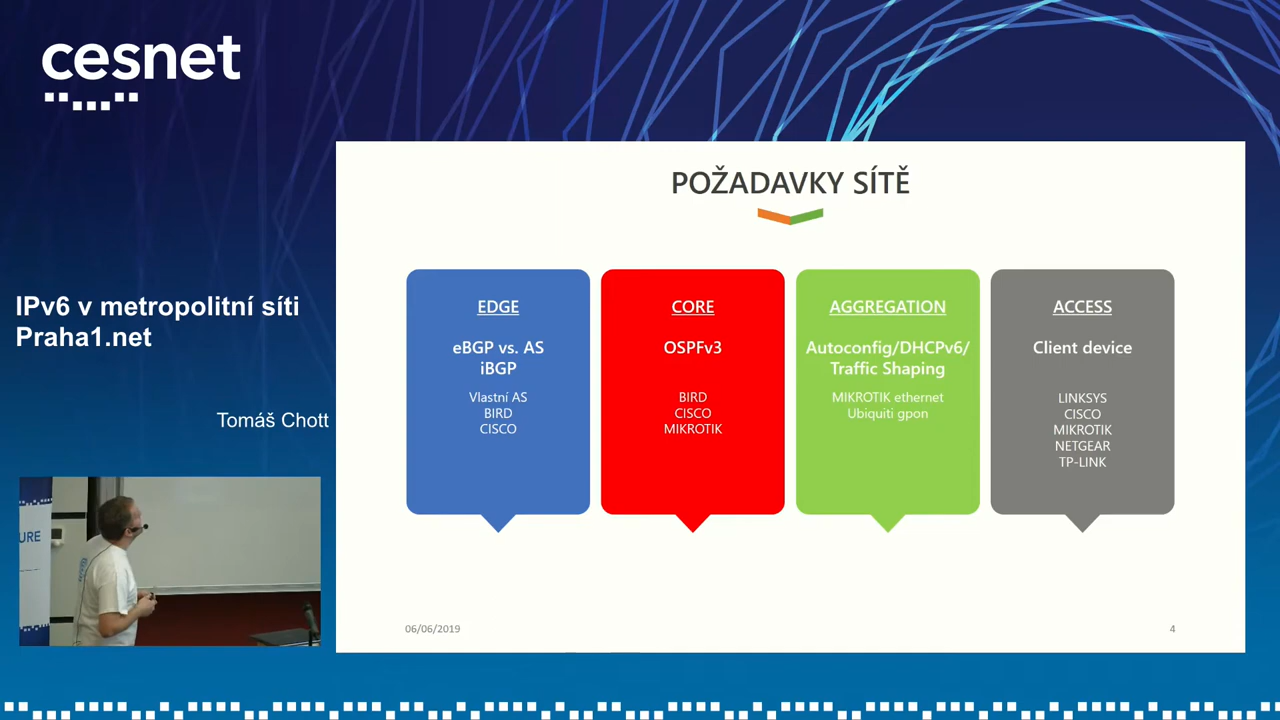 cesnet
IPv6 v metropolitní síti
Praha1.net
Tomáš Chott
URE
POŽADAVKY SÍTĚ
EDGE
eBGP vs. AS
iBGP
Vlastní AS
BIRD
CISCO
CORE
OSPFv3
BIRD
CISCO
MIKROTIK
AGGREGATION
Autoconfig/DHCPv6/
Traffic Shaping
MIKROTIK ethernet
Ubiquiti gpon
ACCESS
Client device
LINKSYS
CISCO
MIKROTIK
NETGEAR
TP-LINK
06/06/2019
4